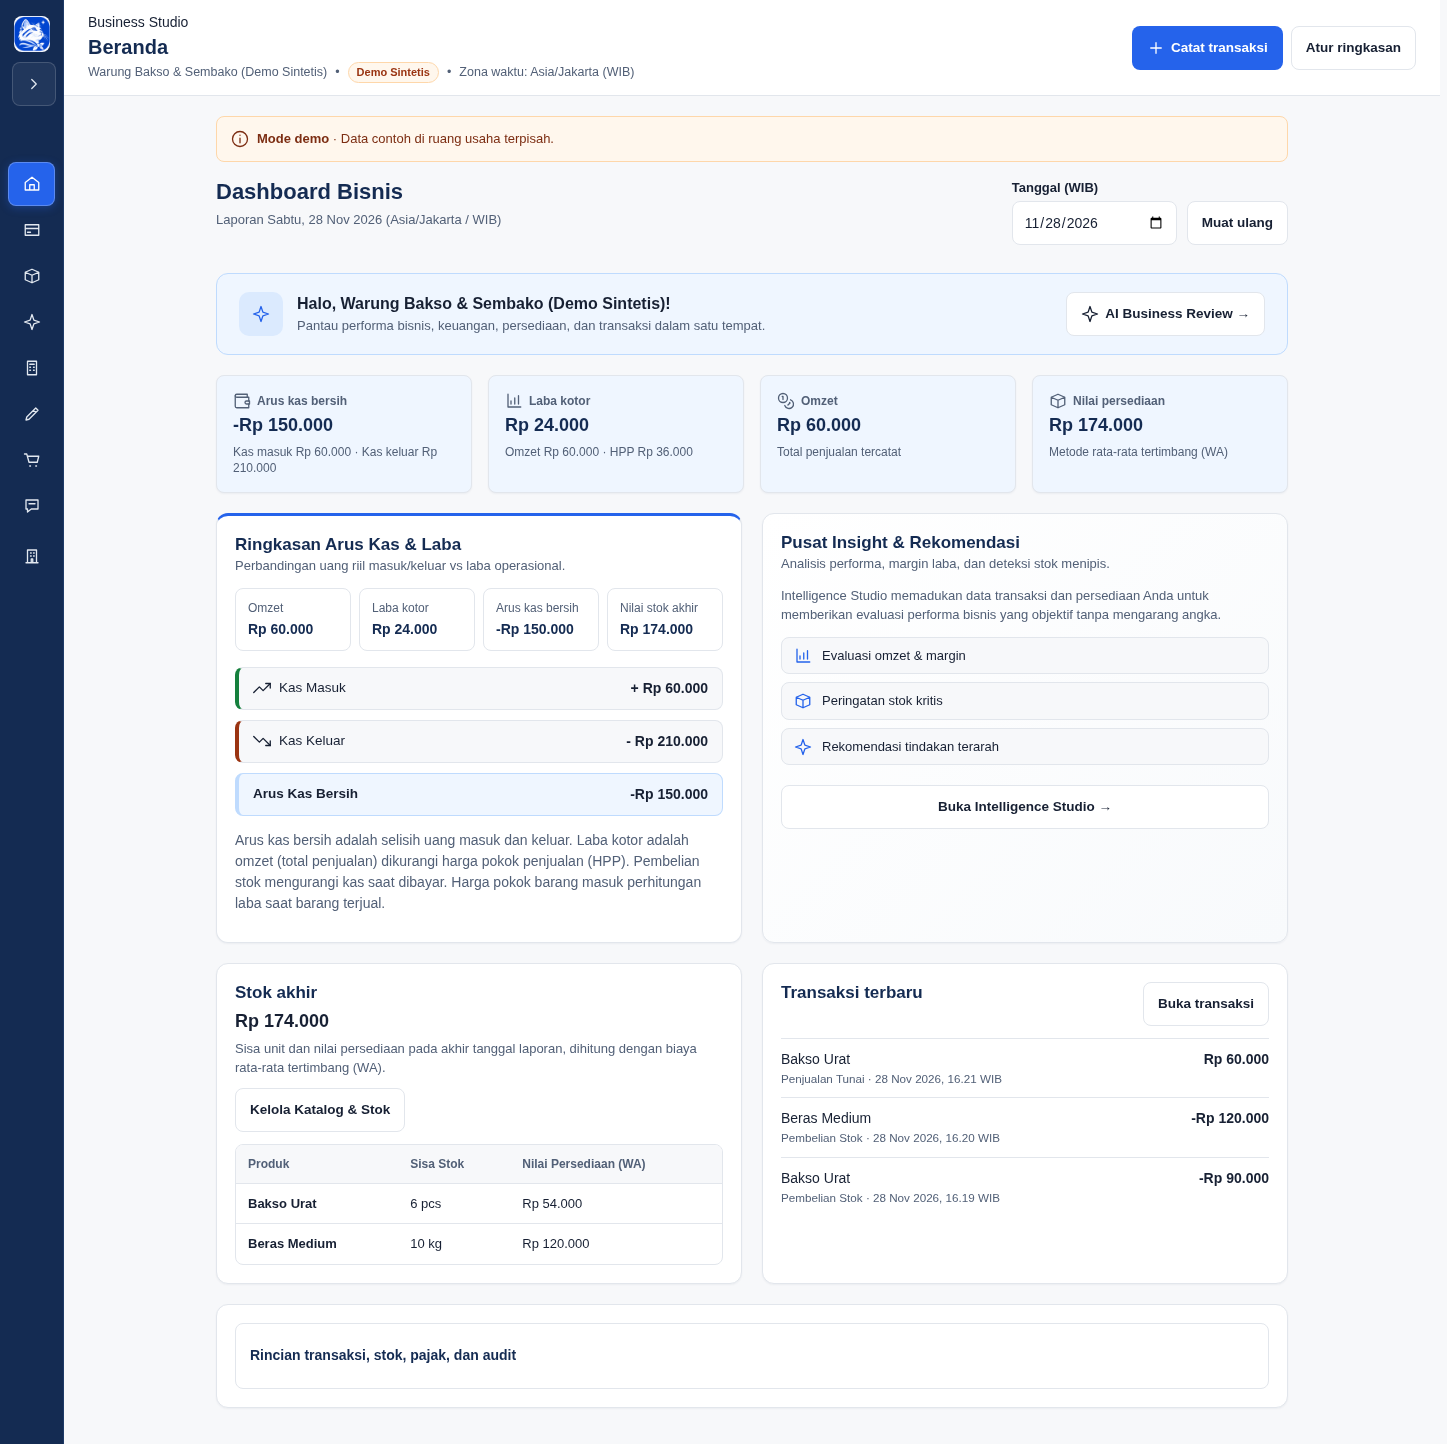 Business Studio
Beranda
Warung Bakso & Sembako (Demo Sintetis) • Demo Sintetis • Zona waktu: Asia/Jakarta (WIB)
Catat transaksi
Atur ringkasan
Mode demo · Data contoh di ruang usaha terpisah.
Dashboard Bisnis
Laporan Sabtu, 28 Nov 2026 (Asia/Jakarta / WIB)
Tanggal (WIB)
11/28/2026
Muat ulang
Halo, Warung Bakso & Sembako (Demo Sintetis)!
Pantau performa bisnis, keuangan, persediaan, dan transaksi dalam satu tempat.
AI Business Review →
Arus kas bersih
-Rp 150.000
Kas masuk Rp 60.000 · Kas keluar Rp
210.000
Laba kotor
Rp 24.000
Omzet Rp 60.000 · HPP Rp 36.000
Omzet
Rp 60.000
Total penjualan tercatat
Nilai persediaan
Rp 174.000
Metode rata-rata tertimbang (WA)
Ringkasan Arus Kas & Laba
Perbandingan uang riil masuk/keluar vs laba operasional.
Omzet
Rp 60.000
Laba kotor
Rp 24.000
Arus kas bersih
-Rp 150.000
Nilai stok akhir
Rp 174.000
Kas Masuk
+ Rp 60.000
Kas Keluar
- Rp 210.000
Arus Kas Bersih
-Rp 150.000
Arus kas bersih adalah selisih uang masuk dan keluar. Laba kotor adalah
omzet (total penjualan) dikurangi harga pokok penjualan (HPP). Pembelian
stok mengurangi kas saat dibayar. Harga pokok barang masuk perhitungan
laba saat barang terjual.
Pusat Insight & Rekomendasi
Analisis performa, margin laba, dan deteksi stok menipis.
Intelligence Studio memadukan data transaksi dan persediaan Anda untuk
memberikan evaluasi performa bisnis yang objektif tanpa mengarang angka.
Evaluasi omzet & margin
Peringatan stok kritis
Rekomendasi tindakan terarah
Buka Intelligence Studio →
Stok akhir
Rp 174.000
Sisa unit dan nilai persediaan pada akhir tanggal laporan, dihitung dengan biaya
rata-rata tertimbang (WA).
Kelola Katalog & Stok
Produk Sisa Stok Nilai Persediaan (WA)
Bakso Urat 6 pcs Rp 54.000
Beras Medium 10 kg Rp 120.000
Transaksi terbaru
Buka transaksi
Bakso Urat Rp 60.000
Penjualan Tunai · 28 Nov 2026, 16.21 WIB
Beras Medium -Rp 120.000
Pembelian Stok · 28 Nov 2026, 16.20 WIB
Bakso Urat -Rp 90.000
Pembelian Stok · 28 Nov 2026, 16.19 WIB
Rincian transaksi, stok, pajak, dan audit